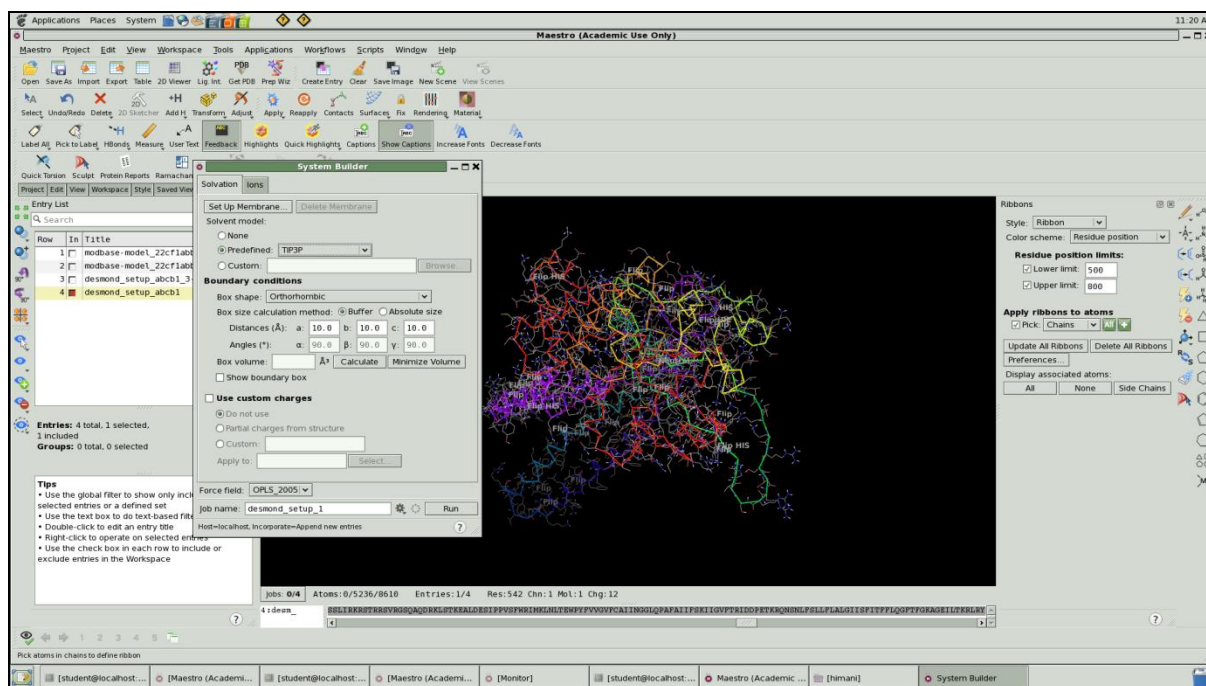 Applications Places System 11:20 A
Maestro (Academic Use Only)
Maestro Project Edit View Workspace Tools Applications Workflows Scripts Window Help
Open Save As Import Export Table 2D Viewer Lig. Int. Get PDB Prep Wiz Create Entry Clear Save Image New Scene View Scenes
Select Undo/Redo Delete 2D Sketcher Add H Transform Adjust Apply Reapply Contacts Surfaces Fix Rendering Material
Label All Pick to Label HBonds Measure User Text Feedback Highlights Quick Highlights Captions Show Captions Increase Fonts Decrease Fonts
Quick Torsion Sculpt Protein Reports Ramachan
Project Edit View Workspace Style Saved View
Entry List
Search
Row In Title
1 modbase-model_22cf1abb
2 modbase-model_22cf1abb
3 desmond_setup_abcb1_3-
4 desmond_setup_abcb1
Entries: 4 total, 1 selected,
1 included
Groups: 0 total, 0 selected
Tips
• Use the global filter to show only incl
selected entries or a defined set
• Use the text box to do text-based filte
• Double-click to edit an entry title
• Right-click to operate on selected entries
• Use the check box in each row to include or
exclude entries in the Workspace
System Builder
Solvation Ions
Set Up Membrane... Delete Membrane
Solvent model:
None
Predefined: TIP3P
Custom: Browse...
Boundary conditions
Box shape: Orthorhombic
Box size calculation method: Buffer Absolute size
Distances (Å): a: 10.0 b: 10.0 c: 10.0
Angles (°): α: 90.0 β: 90.0 γ: 90.0
Box volume: Å³ Calculate Minimize Volume
Show boundary box
Use custom charges
Do not use
Partial charges from structure
Custom:
Apply to: Select...
Force field: OPLS_2005
Job name: desmond_setup_1 Run
Host=localhost, Incorporate=Append new entries
Flip HIS
Flip
Flip
HIS
Flip
Flip HIS
Flip
Flip
Flip HIS
Ribbons
Style: Ribbon
Color scheme: Residue position
Residue position limits:
Lower limit: 500
Upper limit: 800
Apply ribbons to atoms
Pick: Chains All +
Update All Ribbons Delete All Ribbons
Preferences...
Display associated atoms:
All None Side Chains
Jobs: 0/4 Atoms:0/5236/8610 Entries:1/4 Res:542 Chn:1 Mol:1 Chg:12
4:desm_
1 2 3 4 5
Pick atoms in chains to define ribbon
[student@localhost:... [Maestro (Academi... [student@localhost:... [Maestro (Academi... [Monitor] [student@localhost:... Maestro (Academic ... [himani] System Builder